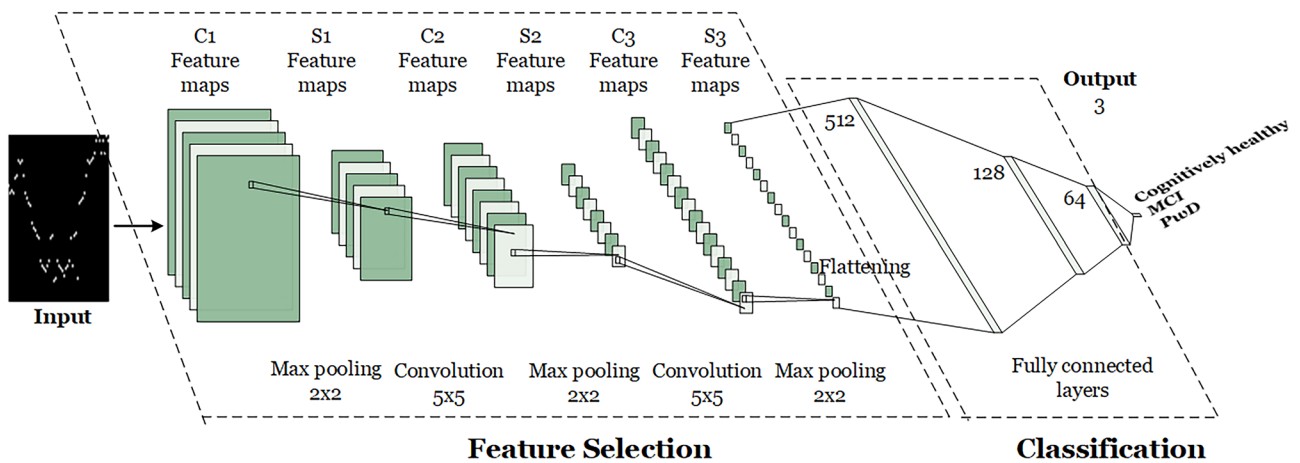 C1
Feature
maps
S1
Feature
maps
C2
Feature
maps
S2
Feature
maps
C3
Feature
maps
S3
Feature
maps
Output
3
512
128
64
Cognitively healthy
MCI
PwD
Flattening
Input
Max pooling
2x2
Convolution
5x5
Max pooling
2x2
Convolution
5x5
Max pooling
2x2
Fully connected
layers
Feature Selection
Classification